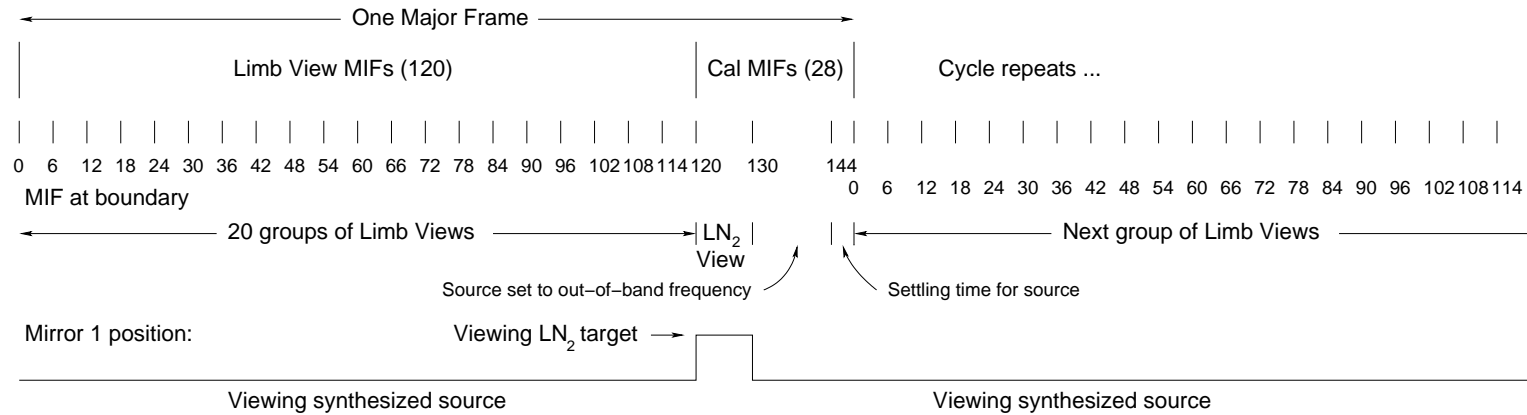 One Major Frame
Limb View MIFs (120) Cal MIFs (28) Cycle repeats ...
0 6 12 18 24 30 36 42 48 54 60 66 72 78 84 90 96 102 108 114 120 130 144
0 6 12 18 24 30 36 42 48 54 60 66 72 78 84 90 96 102 108 114
MIF at boundary
20 groups of Limb Views LN2 Next group of Limb Views
View
Source set to out−of−band frequency Settling time for source
Mirror 1 position: Viewing LN2 target
Viewing synthesized source Viewing synthesized source